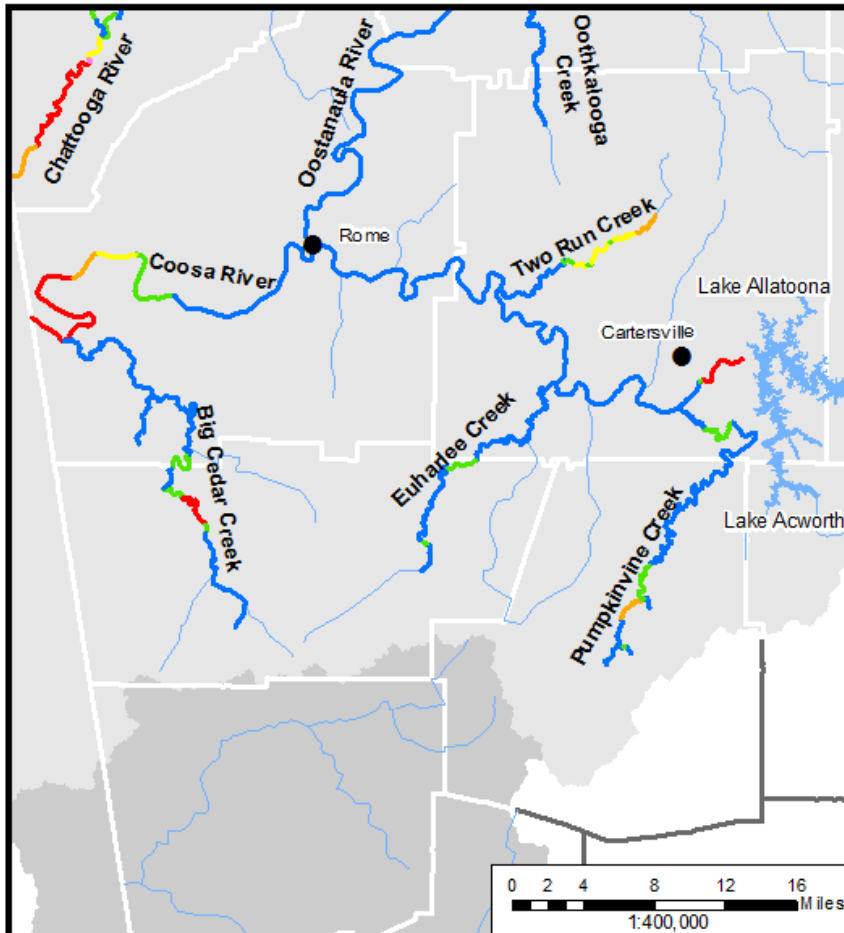 Chattooga River
Oostanaula River
Oothkalooga
Creek
Rome
Two Run Creek
Coosa River
Lake Allatoona
Cartersville
Big Cedar Creek
Euharlee Creek
Pumpkinvine Creek
Lake Acworth
0 2 4 8 12 16
Miles
1:400,000